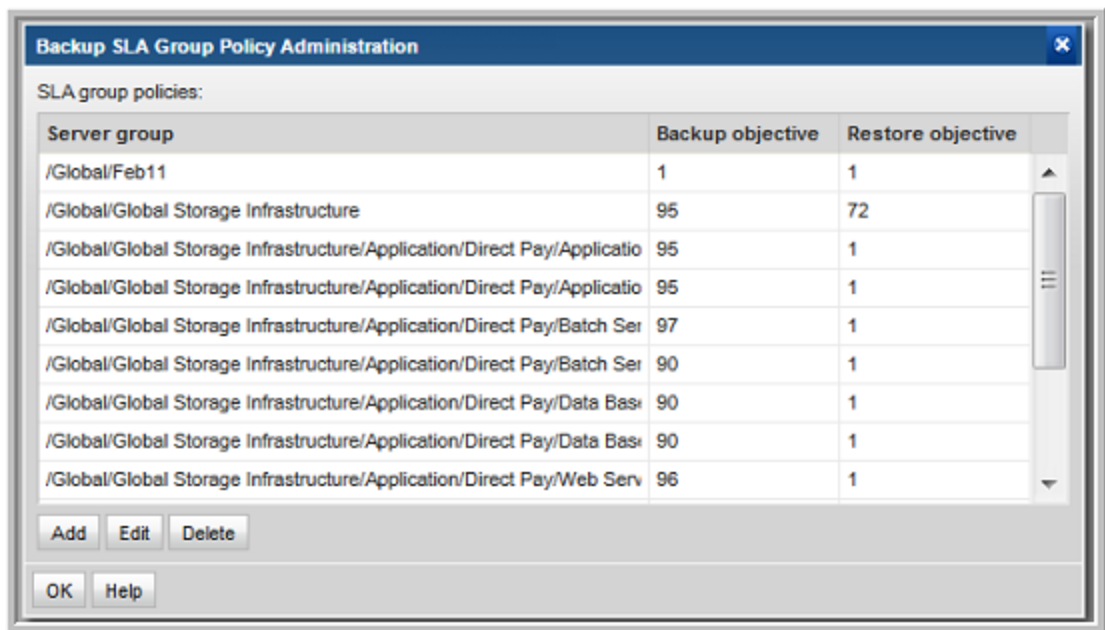 Backup SLA Group Policy Administration
SLA group policies:
Server group Backup objective Restore objective
/Global/Feb11 1 1
/Global/Global Storage Infrastructure 95 72
/Global/Global Storage Infrastructure/Application/Direct Pay/Applicatio 95 1
/Global/Global Storage Infrastructure/Application/Direct Pay/Applicatio 95 1
/Global/Global Storage Infrastructure/Application/Direct Pay/Batch Ser 97 1
/Global/Global Storage Infrastructure/Application/Direct Pay/Batch Ser 90 1
/Global/Global Storage Infrastructure/Application/Direct Pay/Data Bas 90 1
/Global/Global Storage Infrastructure/Application/Direct Pay/Data Bas 90 1
/Global/Global Storage Infrastructure/Application/Direct Pay/Web Serv 96 1
Add Edit Delete
OK Help